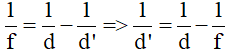 1/f = 1/d - 1/d' => 1/d' = 1/d - 1/f